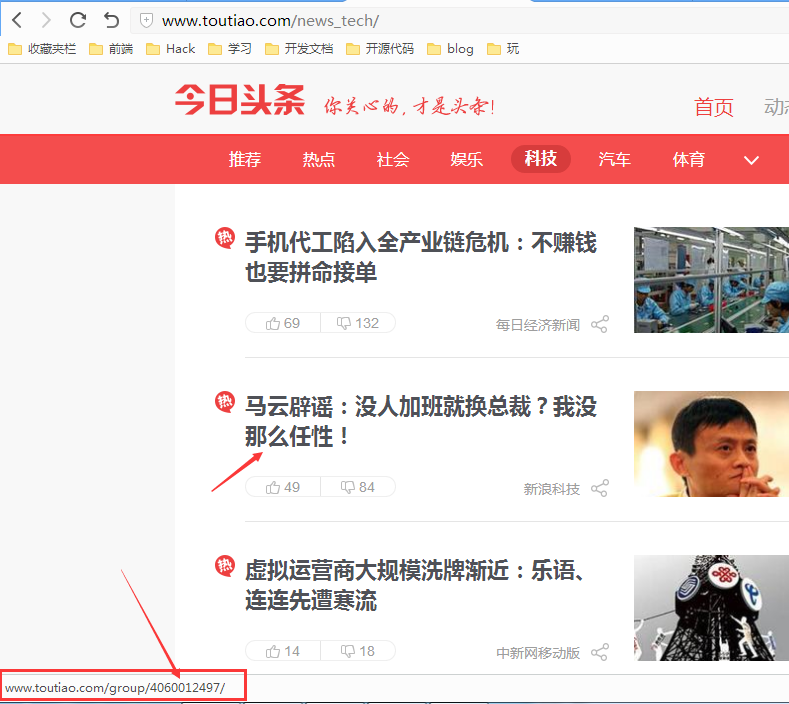 www.toutiao.com/news_tech/
收藏夹栏 前端 Hack 学习 开发文档 开源代码 blog 玩
今日头条 你关心的,才是头条! 首页 动态
推荐 热点 社会 娱乐 科技 汽车 体育
热 手机代工陷入全产业链危机：不赚钱
也要拼命接单
69 132 每日经济新闻
热 马云辟谣：没人加班就换总裁？我没
那么任性！
49 84 新浪科技
热 虚拟运营商大规模洗牌渐近：乐语、
连连先遭寒流
14 18 中新网移动版
www.toutiao.com/group/4060012497/